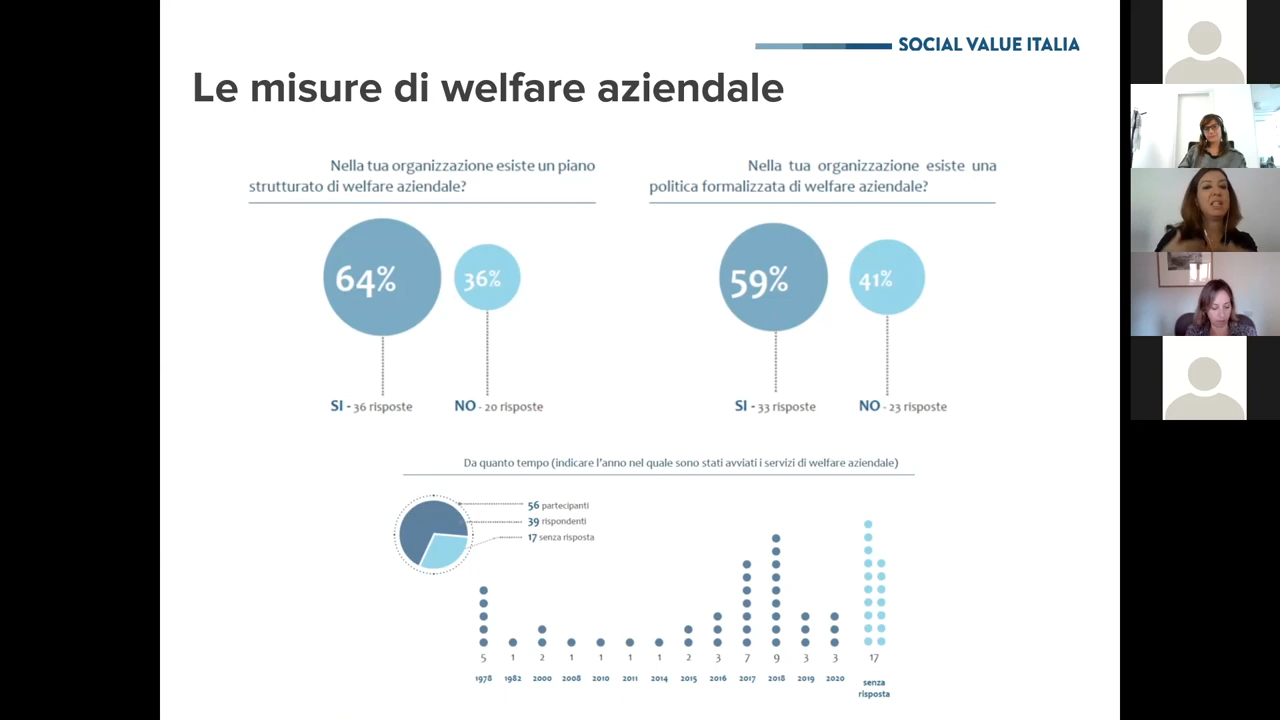 SOCIAL VALUE ITALIA
Le misure di welfare aziendale
Nella tua organizzazione esiste un piano
strutturato di welfare aziendale?
64%
36%
SI - 36 risposte
NO - 20 risposte
Nella tua organizzazione esiste una
politica formalizzata di welfare aziendale?
59%
41%
SI - 33 risposte
NO - 23 risposte
Da quanto tempo (indicare l'anno nel quale sono stati avviati i servizi di welfare aziendale)
56 partecipanti
39 rispondenti
17 senza risposta
5 1 2 1 1 1 1 2 3 7 9 3 3 17
1978 1982 2000 2008 2010 2011 2014 2015 2016 2017 2018 2019 2020 senza
risposta